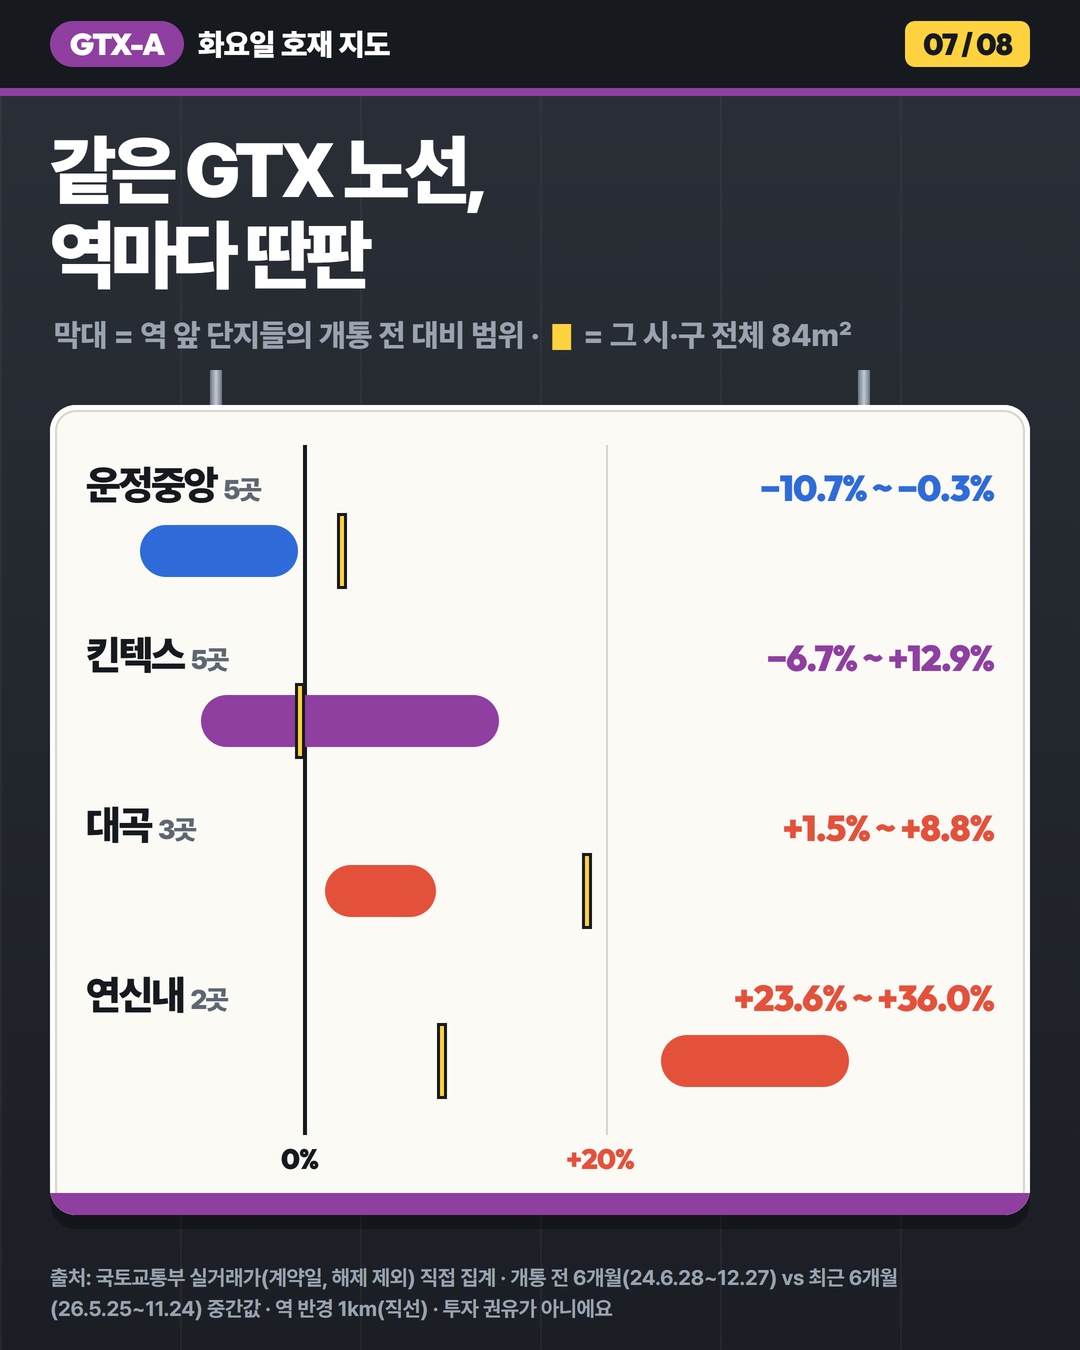 GTX-A 화요일 호재 지도
07 / 08
같은 GTX 노선,
역마다 딴판
막대 = 역 앞 단지들의 개통 전 대비 범위 · = 그 시·구 전체 84m²
운정중앙 5곳
−10.7% ~ −0.3%
킨텍스 5곳
−6.7% ~ +12.9%
대곡 3곳
+1.5% ~ +8.8%
연신내 2곳
+23.6% ~ +36.0%
0%
+20%
출처: 국토교통부 실거래가(계약일, 해제 제외) 직접 집계 · 개통 전 6개월(24.6.28~12.27) vs 최근 6개월
(26.5.25~11.24) 중간값 · 역 반경 1km(직선) · 투자 권유가 아니에요